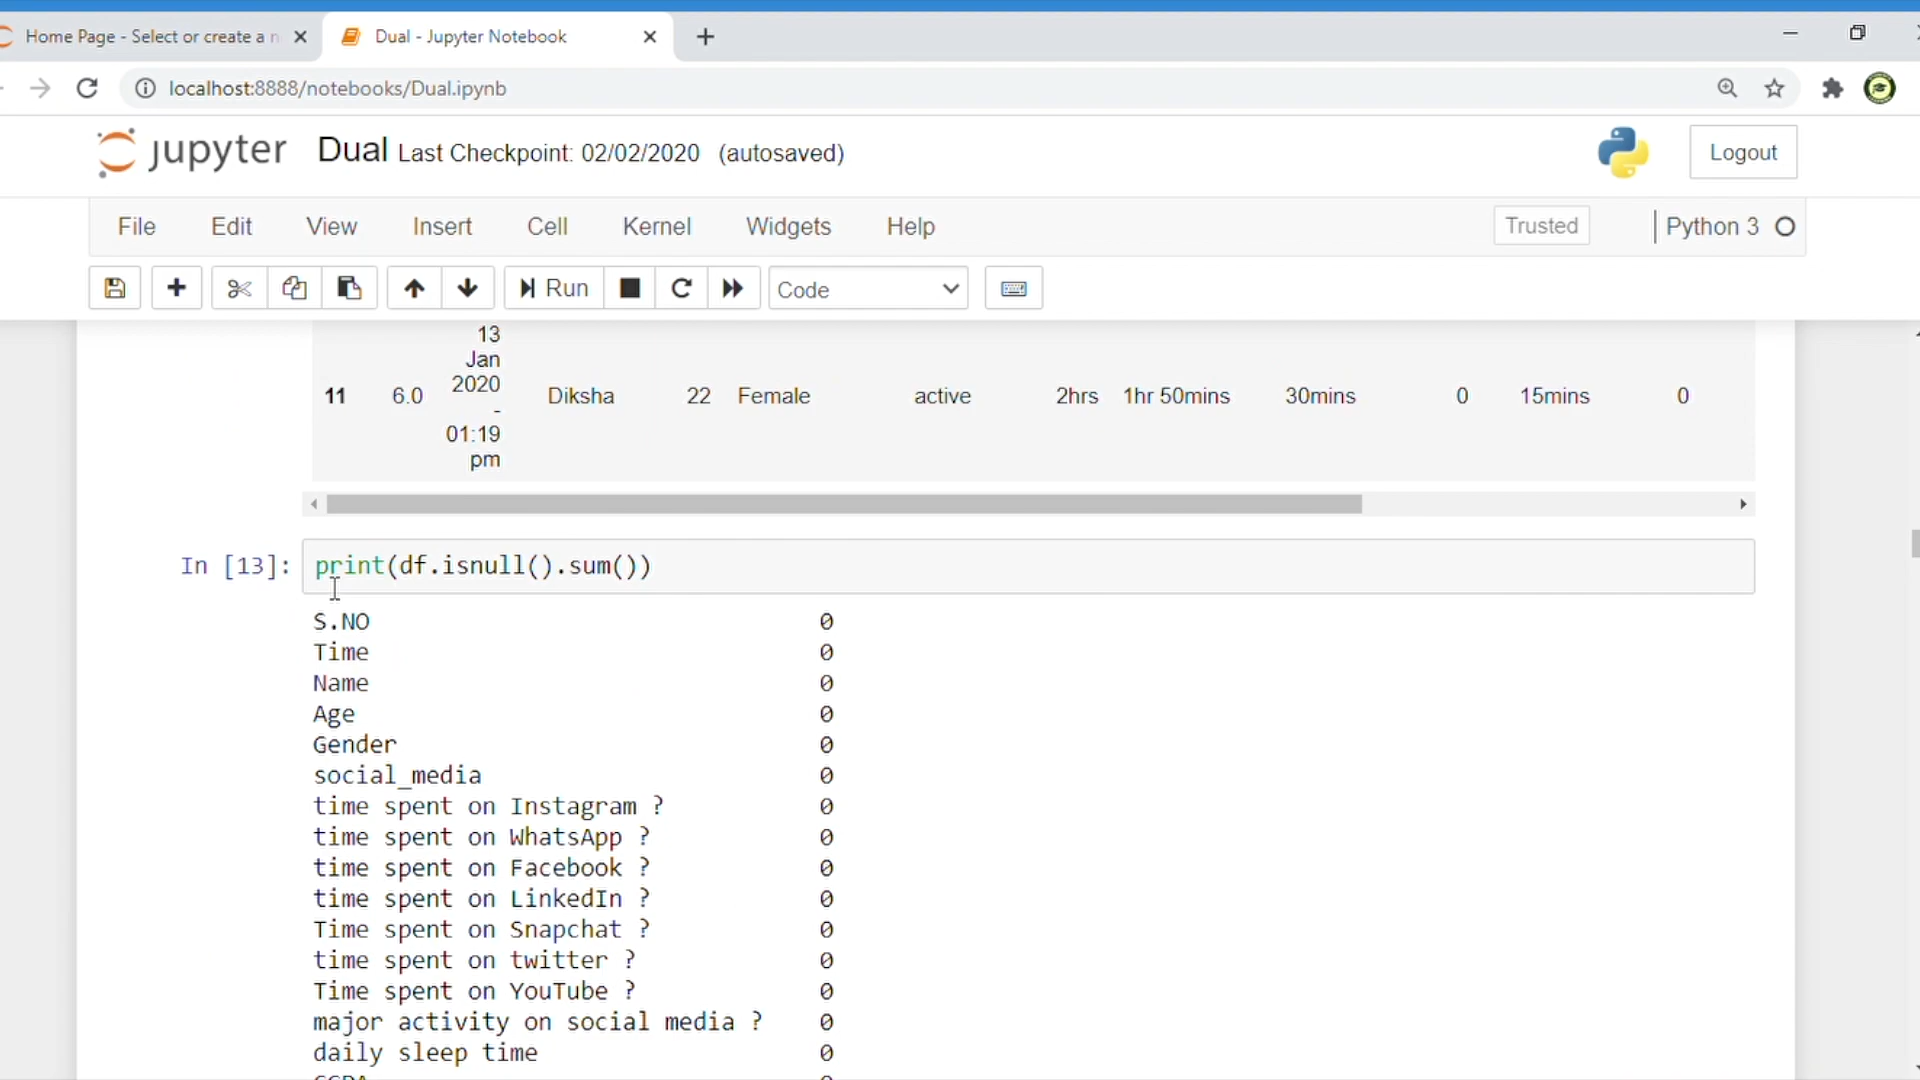 Home Page - Select or create a n
Dual - Jupyter Notebook
localhost:8888/notebooks/Dual.ipynb
jupyter Dual Last Checkpoint: 02/02/2020 (autosaved)
Logout
File Edit View Insert Cell Kernel Widgets Help Trusted Python 3
Run Code
13
Jan
2020
-
01:19
pm
11 6.0 Diksha 22 Female active 2hrs 1hr 50mins 30mins 0 15mins 0
In [13]: print(df.isnull().sum())
S.NO 0
Time 0
Name 0
Age 0
Gender 0
social_media 0
time spent on Instagram ? 0
time spent on WhatsApp ? 0
time spent on Facebook ? 0
time spent on LinkedIn ? 0
Time spent on Snapchat ? 0
time spent on twitter ? 0
Time spent on YouTube ? 0
major activity on social media ? 0
daily sleep time 0